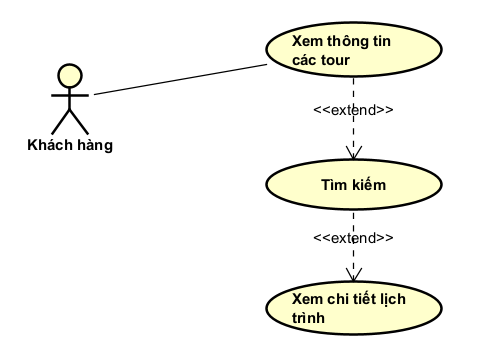 Xem thông tin
các tour
<<extend>>
Khách hàng
Tìm kiếm
<<extend>>
Xem chi tiết lịch
trình